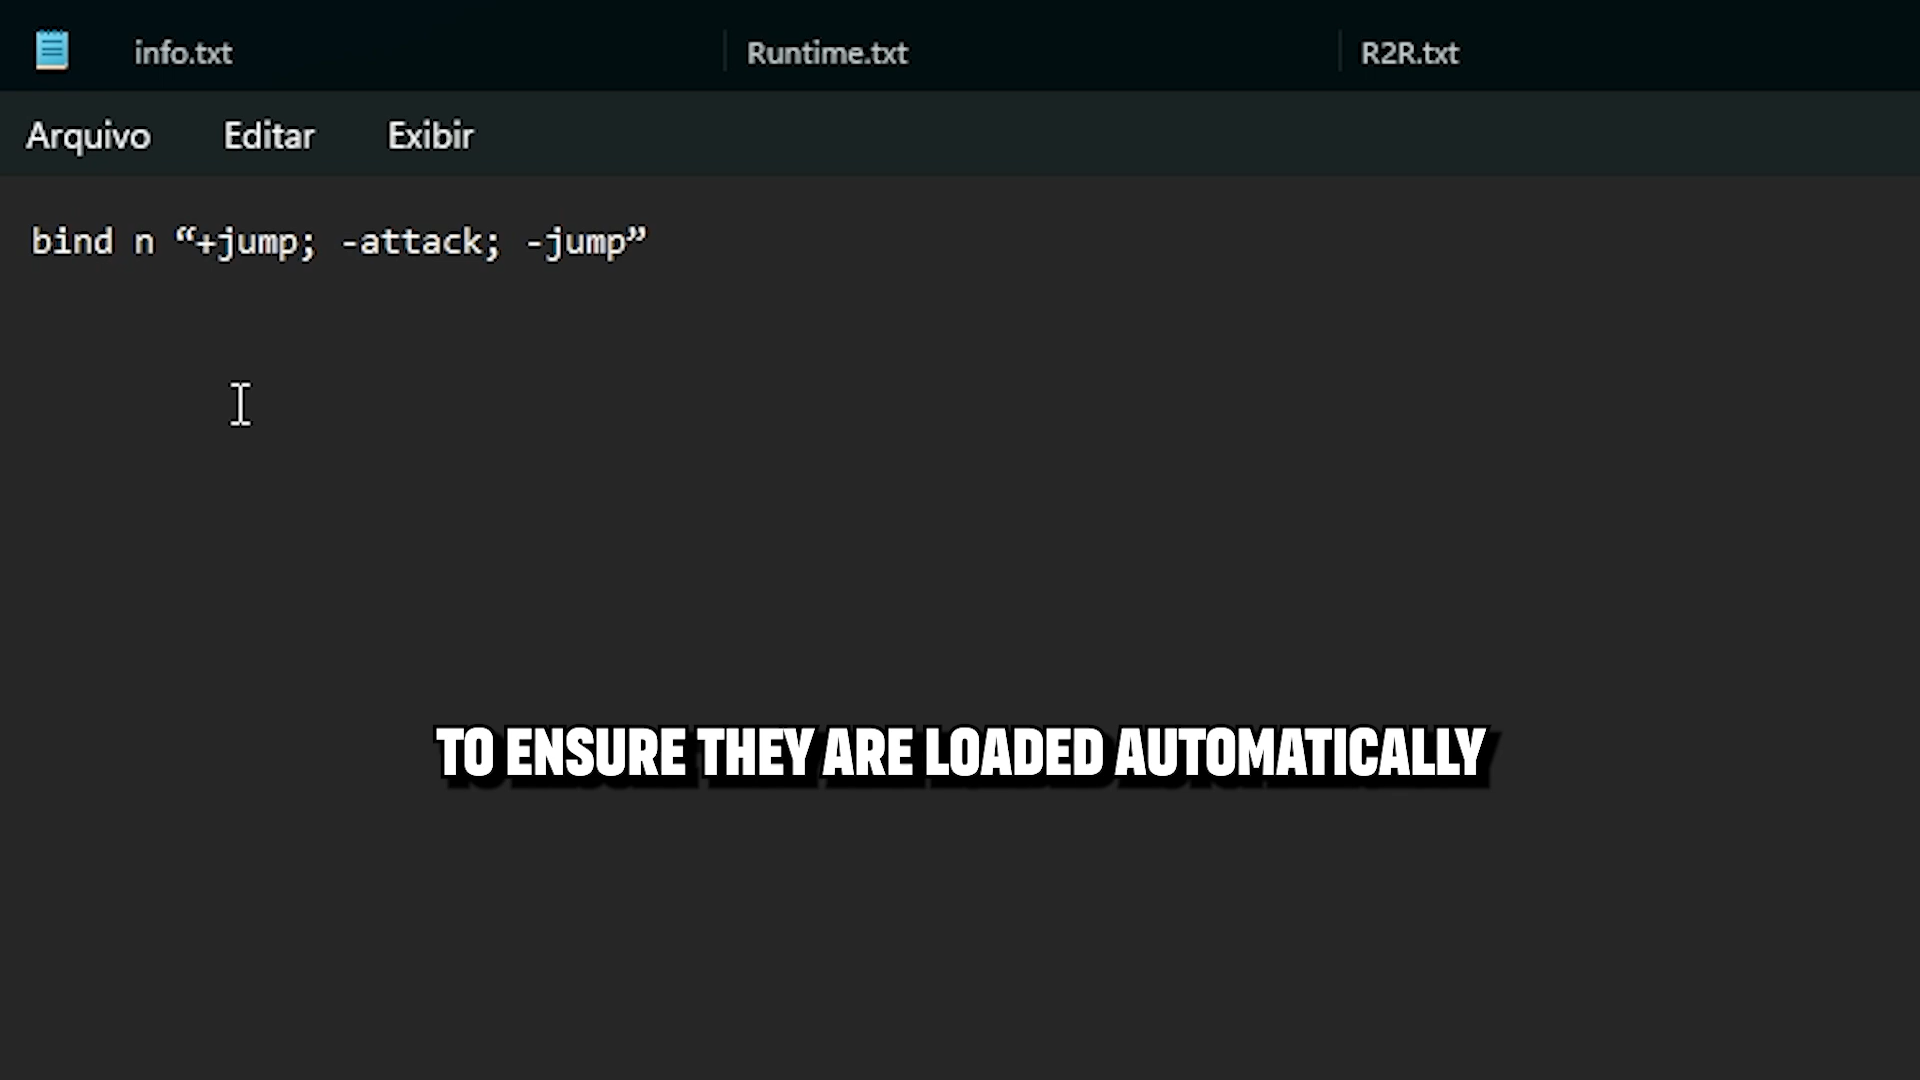 info.txt
Runtime.txt
R2R.txt
Arquivo
Editar
Exibir
bind n “+jump; -attack; -jump”
TO ENSURE THEY ARE LOADED AUTOMATICALLY